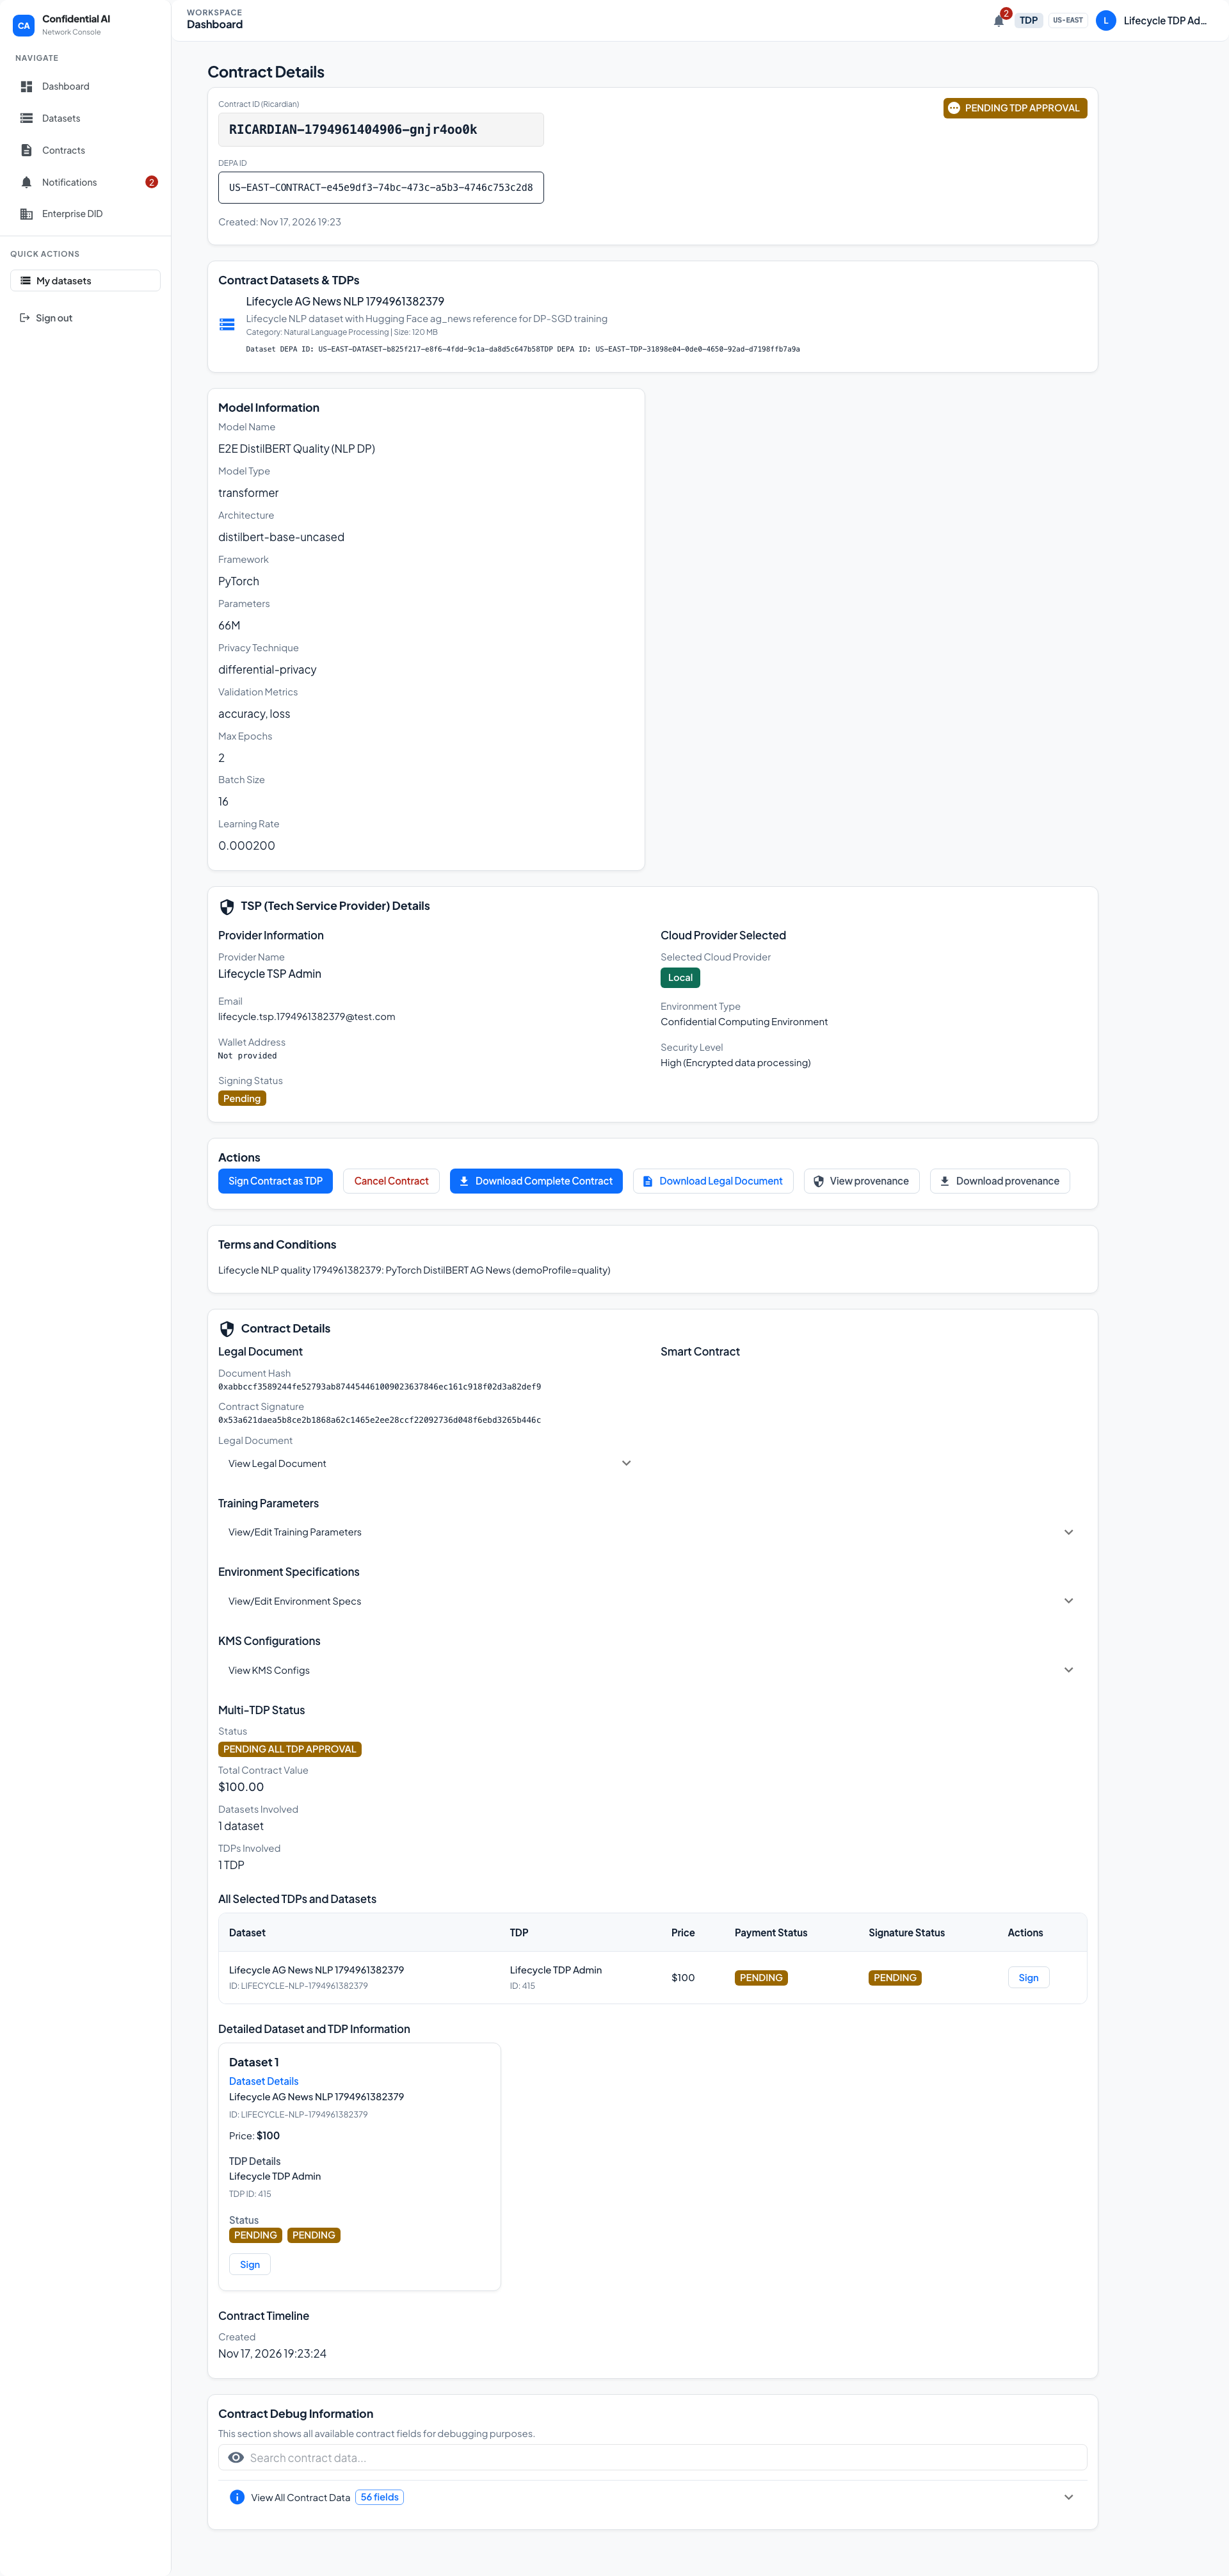 CA
Confidential AI
Network Console
NAVIGATE
Dashboard
Datasets
Contracts
Notifications
2
Enterprise DID
QUICK ACTIONS
My datasets
Sign out
WORKSPACE
Dashboard
2
TDP
US-EAST
L
Lifecycle TDP Ad...
Contract Details
Contract ID (Ricardian)
RICARDIAN-1794961404906-gnjr4oo0k
PENDING TDP APPROVAL
DEPA ID
US-EAST-CONTRACT-e45e9df3-74bc-473c-a5b3-4746c753c2d8
Created: Nov 17, 2026 19:23
Contract Datasets & TDPs
Lifecycle AG News NLP 1794961382379
Lifecycle NLP dataset with Hugging Face ag_news reference for DP-SGD training
Category: Natural Language Processing | Size: 120 MB
Dataset DEPA ID: US-EAST-DATASET-b825f217-e8f6-4fdd-9c1a-da8d5c647b58TDP DEPA ID: US-EAST-TDP-31898e04-0de0-4650-92ad-d7198ffb7a9a
Model Information
Model Name
E2E DistilBERT Quality (NLP DP)
Model Type
transformer
Architecture
distilbert-base-uncased
Framework
PyTorch
Parameters
66M
Privacy Technique
differential-privacy
Validation Metrics
accuracy, loss
Max Epochs
2
Batch Size
16
Learning Rate
0.000200
TSP (Tech Service Provider) Details
Provider Information
Provider Name
Lifecycle TSP Admin
Email
lifecycle.tsp.1794961382379@test.com
Wallet Address
Not provided
Signing Status
Pending
Cloud Provider Selected
Selected Cloud Provider
Local
Environment Type
Confidential Computing Environment
Security Level
High (Encrypted data processing)
Actions
Sign Contract as TDP
Cancel Contract
Download Complete Contract
Download Legal Document
View provenance
Download provenance
Terms and Conditions
Lifecycle NLP quality 1794961382379: PyTorch DistilBERT AG News (demoProfile=quality)
Contract Details
Legal Document
Smart Contract
Document Hash
0xabbccf3589244fe52793ab874454461009023637846ec161c918f02d3a82def9
Contract Signature
0x53a621daea5b8ce2b1868a62c1465e2ee28ccf22092736d048f6ebd3265b446c
Legal Document
View Legal Document
Training Parameters
View/Edit Training Parameters
Environment Specifications
View/Edit Environment Specs
KMS Configurations
View KMS Configs
Multi-TDP Status
Status
PENDING ALL TDP APPROVAL
Total Contract Value
$100.00
Datasets Involved
1 dataset
TDPs Involved
1 TDP
All Selected TDPs and Datasets
Dataset TDP Price Payment Status Signature Status Actions
Lifecycle AG News NLP 1794961382379
ID: LIFECYCLE-NLP-1794961382379
Lifecycle TDP Admin
ID: 415
$100
PENDING
PENDING
Sign
Detailed Dataset and TDP Information
Dataset 1
Dataset Details
Lifecycle AG News NLP 1794961382379
ID: LIFECYCLE-NLP-1794961382379
Price: $100
TDP Details
Lifecycle TDP Admin
TDP ID: 415
Status
PENDING PENDING
Sign
Contract Timeline
Created
Nov 17, 2026 19:23:24
Contract Debug Information
This section shows all available contract fields for debugging purposes.
Search contract data...
View All Contract Data 56 fields